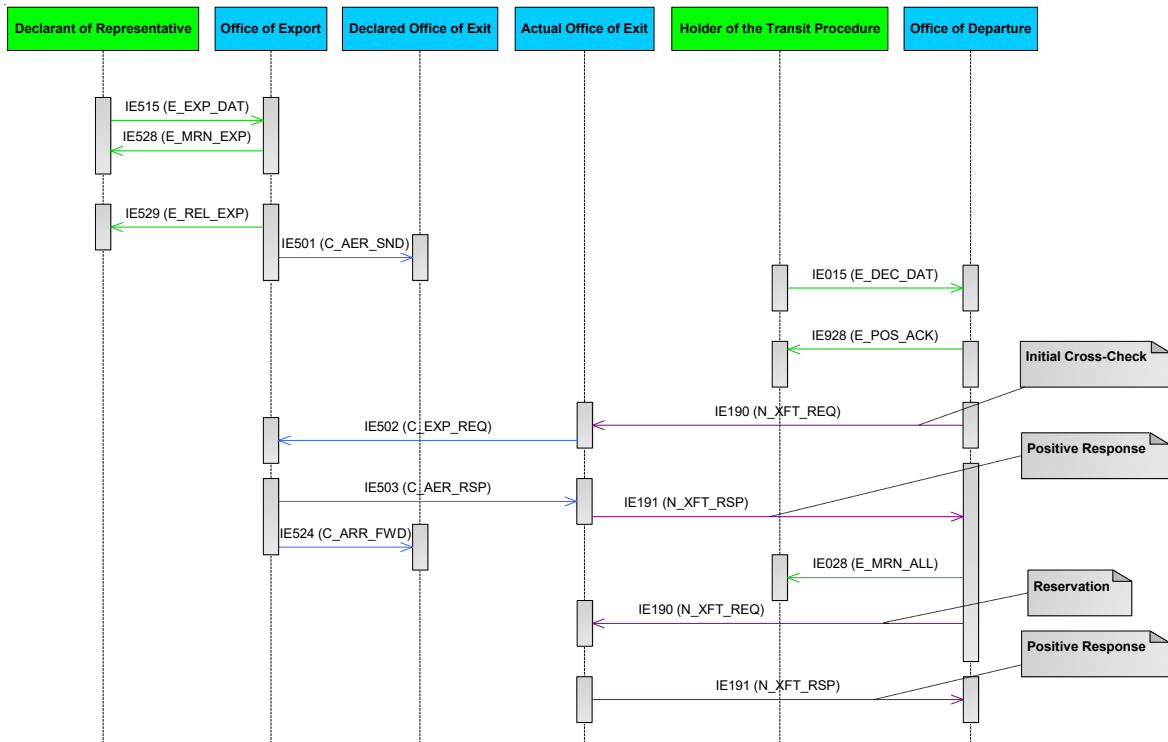 Declarant of Representative
Office of Export
Declared Office of Exit
Actual Office of Exit
Holder of the Transit Procedure
Office of Departure
IE515 (E_EXP_DAT)
IE528 (E_MRN_EXP)
IE529 (E_REL_EXP)
IE501 (C_AER_SND)
IE015 (E_DEC_DAT)
IE928 (E_POS_ACK)
Initial Cross-Check
IE190 (N_XFT_REQ)
IE502 (C_EXP_REQ)
Positive Response
IE503 (C_AER_RSP)
IE191 (N_XFT_RSP)
IE524 (C_ARR_FWD)
IE028 (E_MRN_ALL)
Reservation
IE190 (N_XFT_REQ)
Positive Response
IE191 (N_XFT_RSP)